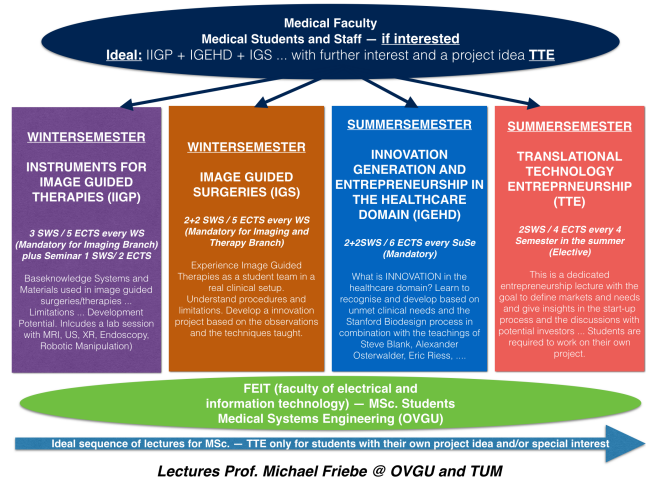 Medical Faculty
Medical Students and Staff — if interested
Ideal: IIGP + IGEHD + IGS ... with further interest and a project idea TTE
WINTERSEMESTER
INSTRUMENTS FOR
IMAGE GUIDED
THERAPIES (IIGP)
3 SWS / 5 ECTS every WS
(Mandatory for Imaging Branch)
plus Seminar 1 SWS/ 2 ECTS
Baseknowledge Systems and
Materials used in image guided
surgeries/therapies ...
Limitations ... Development
Potential. Inlcudes a lab session
with MRI, US, XR, Endoscopy,
Robotic Manipulation)
WINTERSEMESTER
IMAGE GUIDED
SURGERIES (IGS)
2+2 SWS / 5 ECTS every WS
(Mandatory for Imaging and
Therapy Branch)
Experience Image Guided
Therapies as a student team in a
real clinical setup.
Understand procedures and
limitations. Develop a innovation
project based on the observations
and the techniques taught.
SUMMERSEMESTER
INNOVATION
GENERATION AND
ENTREPRENEURSHIP IN
THE HEALTHCARE
DOMAIN (IGEHD)
2+2SWS / 6 ECTS every SuSe
(Mandatory)
What is INNOVATION in the
healthcare domain? Learn to
recognise and develop based on
unmet clinical needs and the
Stanford Biodesign process in
combination with the teachings of
Steve Blank, Alexander
Osterwalder, Eric Riess, ....
SUMMERSEMESTER
TRANSLATIONAL
TECHNOLOGY
ENTREPRNEURSHIP
(TTE)
2SWS / 4 ECTS every 4
Semester in the summer
(Elective)
This is a dedicated
entrepreneurship lecture with the
goal to define markets and needs
and give insights in the start-up
process and the discussions with
potential investors ... Students are
required to work on their own
project.
FEIT (faculty of electrical and
information technology) — MSc. Students
Medical Systems Engineering (OVGU)
Ideal sequence of lectures for MSc. — TTE only for students with their own project idea and/or special interest
Lectures Prof. Michael Friebe @ OVGU and TUM